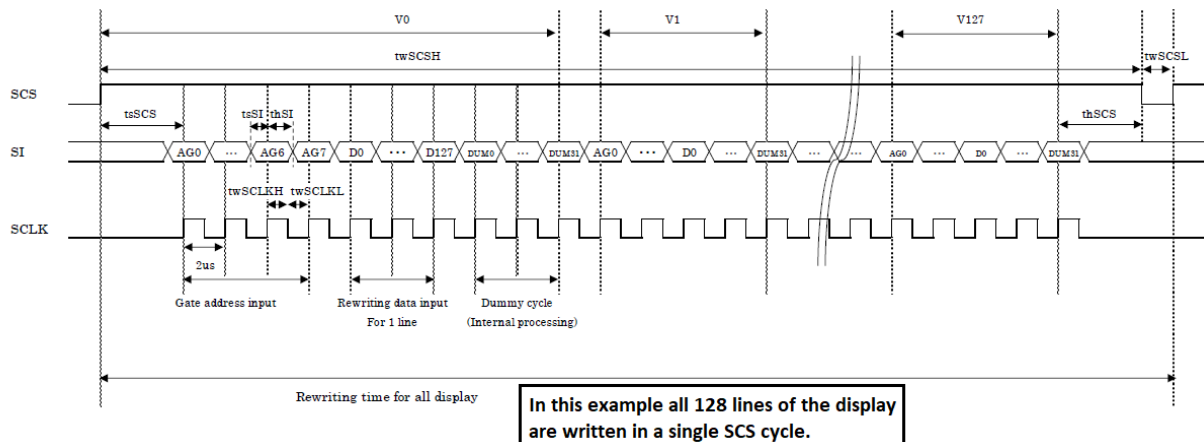 V0 V1 V127
twSCSH twSCSL
SCS
tsSCS tsSI thSI thSCS
SI AG0 ... AG6 AG7 D0 ... D127 DUM0 ... DUM31 AG0 ... D0 ... DUM31 ... ... AG0 ... D0 ... DUM31
twSCLKH twSCLKL
SCLK
2us
Gate address input Rewriting data input Dummy cycle
For 1 line (Internal processing)
Rewriting time for all display
In this example all 128 lines of the display
are written in a single SCS cycle.